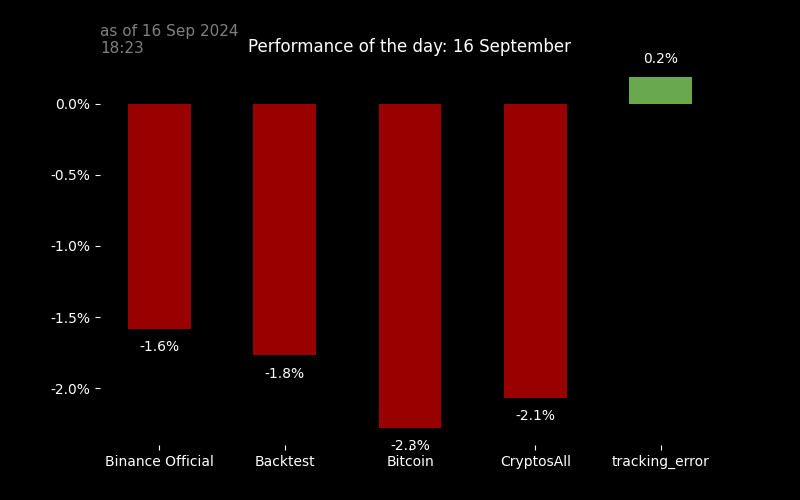 as of 16 Sep 2024
18:23
Performance of the day: 16 September
0.2%
0.0%
-0.5%
-1.0%
-1.5%
-2.0%
-1.6%
-1.8%
-2.3%
-2.1%
Binance Official
Backtest
Bitcoin
CryptosAll
tracking_error